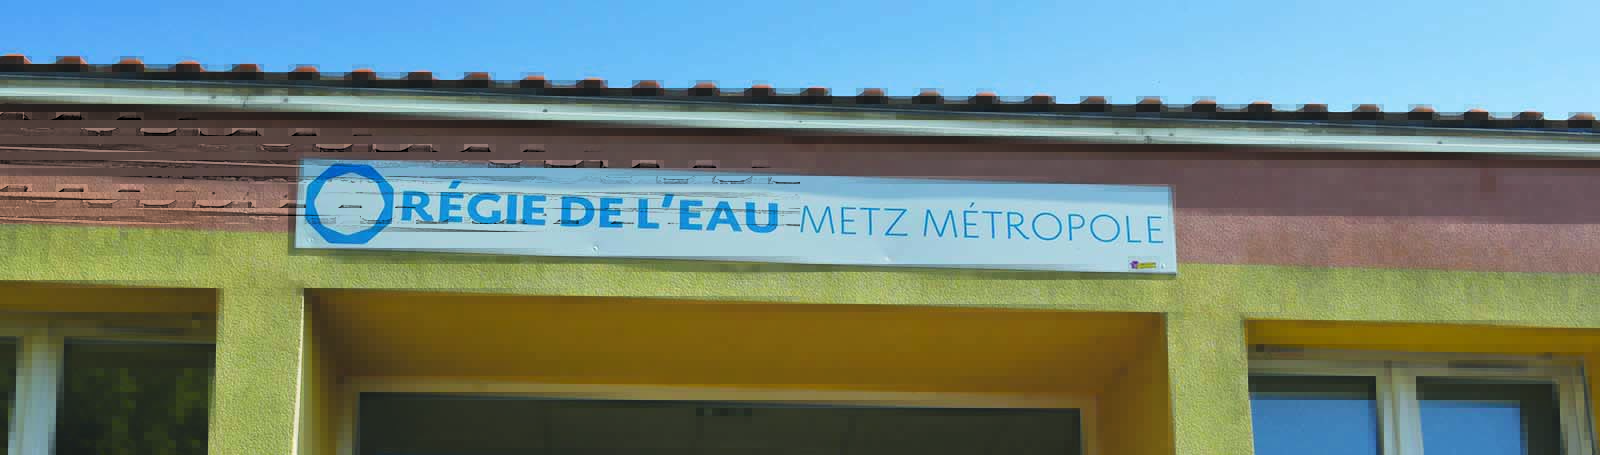 RÉGIE DE L'EAU METZ MÉTROPOLE